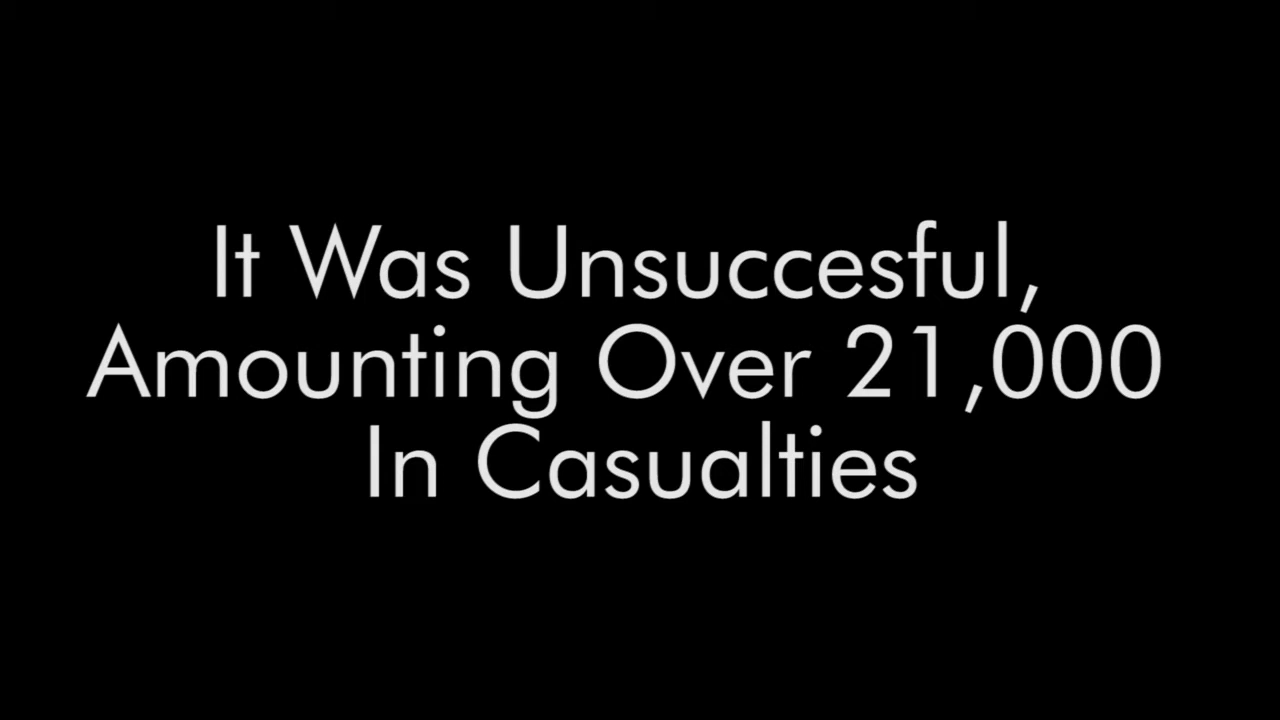 It Was Unsuccesful,
Amounting Over 21,000
In Casualties